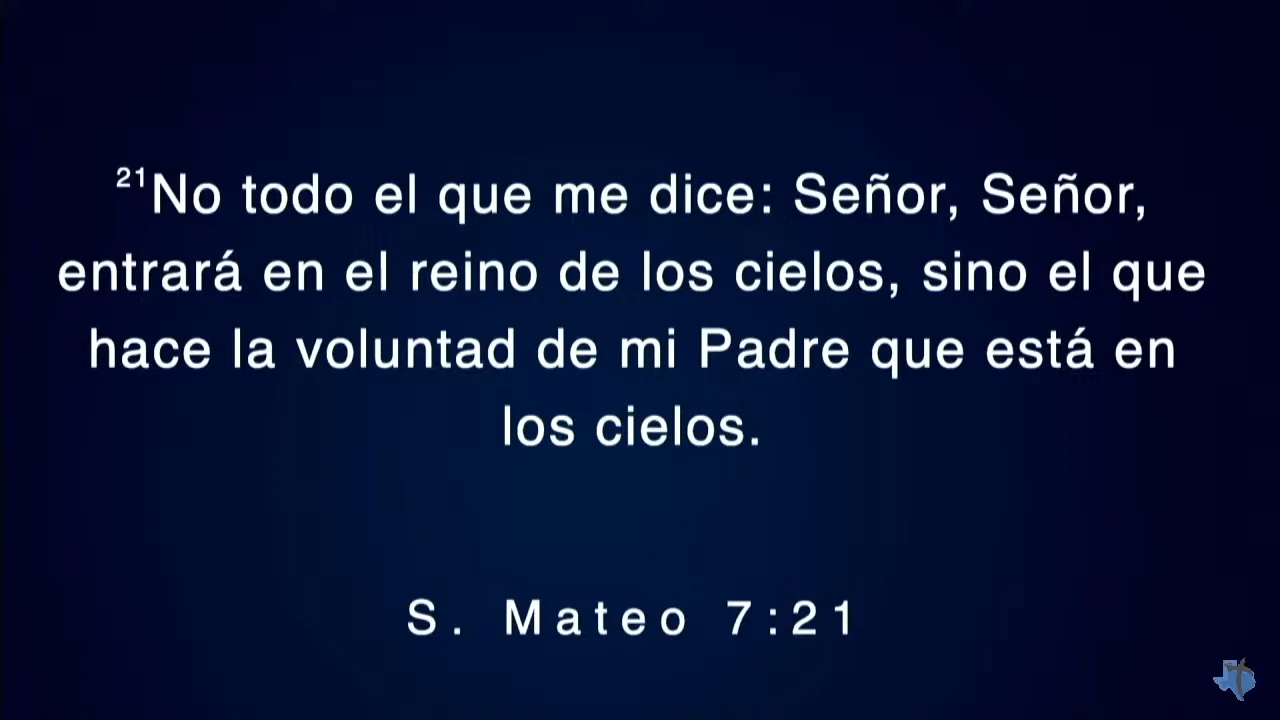 ²¹No todo el que me dice: Señor, Señor,
entrará en el reino de los cielos, sino el que
hace la voluntad de mi Padre que está en
los cielos.
S. Mateo 7:21